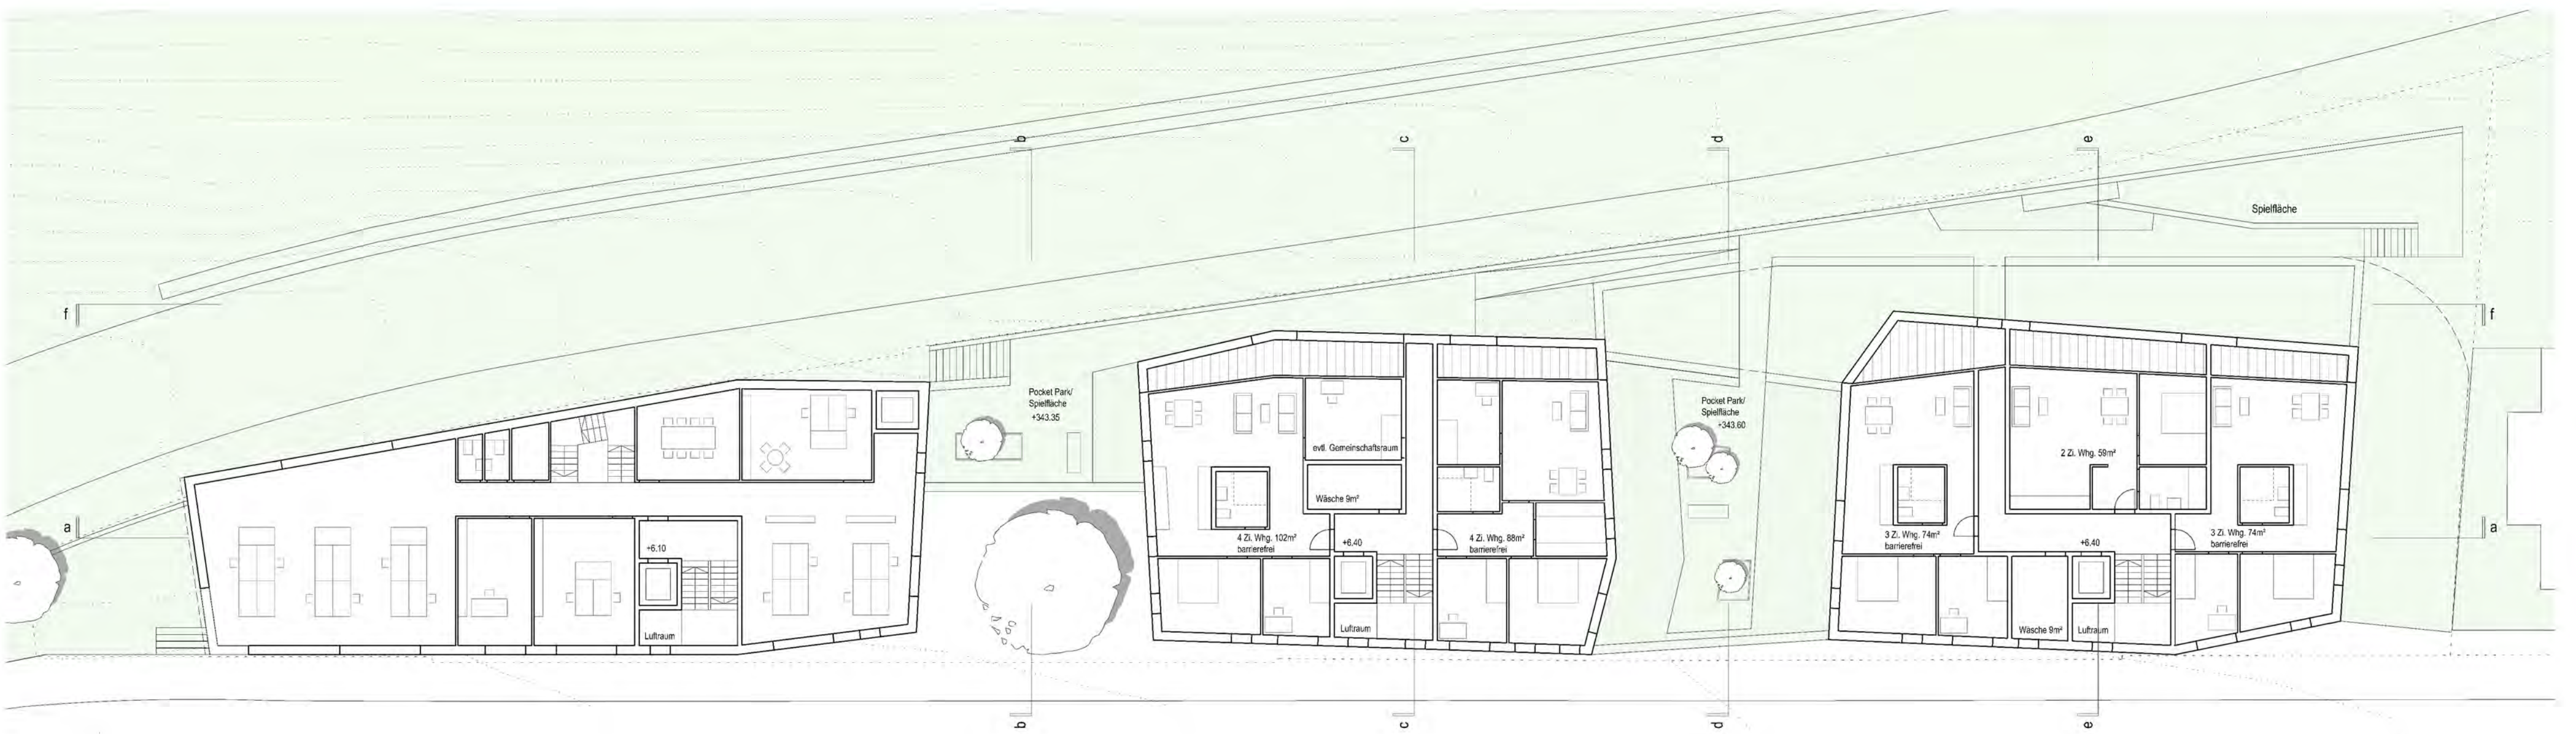 b
c
d
e
Spielfläche
f
f
Pocket Park/
Spielfläche
+343.35
Pocket Park/
Spielfläche
+343.60
evtl. Gemeinschaftsraum
2 Zi. Whg. 59m²
Wäsche 9m²
a
a
4 Zi. Whg. 102m²
barrierefrei
4 Zi. Whg. 88m²
barrierefrei
3 Zi. Whg. 74m²
barrierefrei
3 Zi. Whg. 74m²
barrierefrei
+6.10
+6.40
+6.40
Luftraum
Luftraum
Wäsche 9m²
Luftraum
b
c
d
e